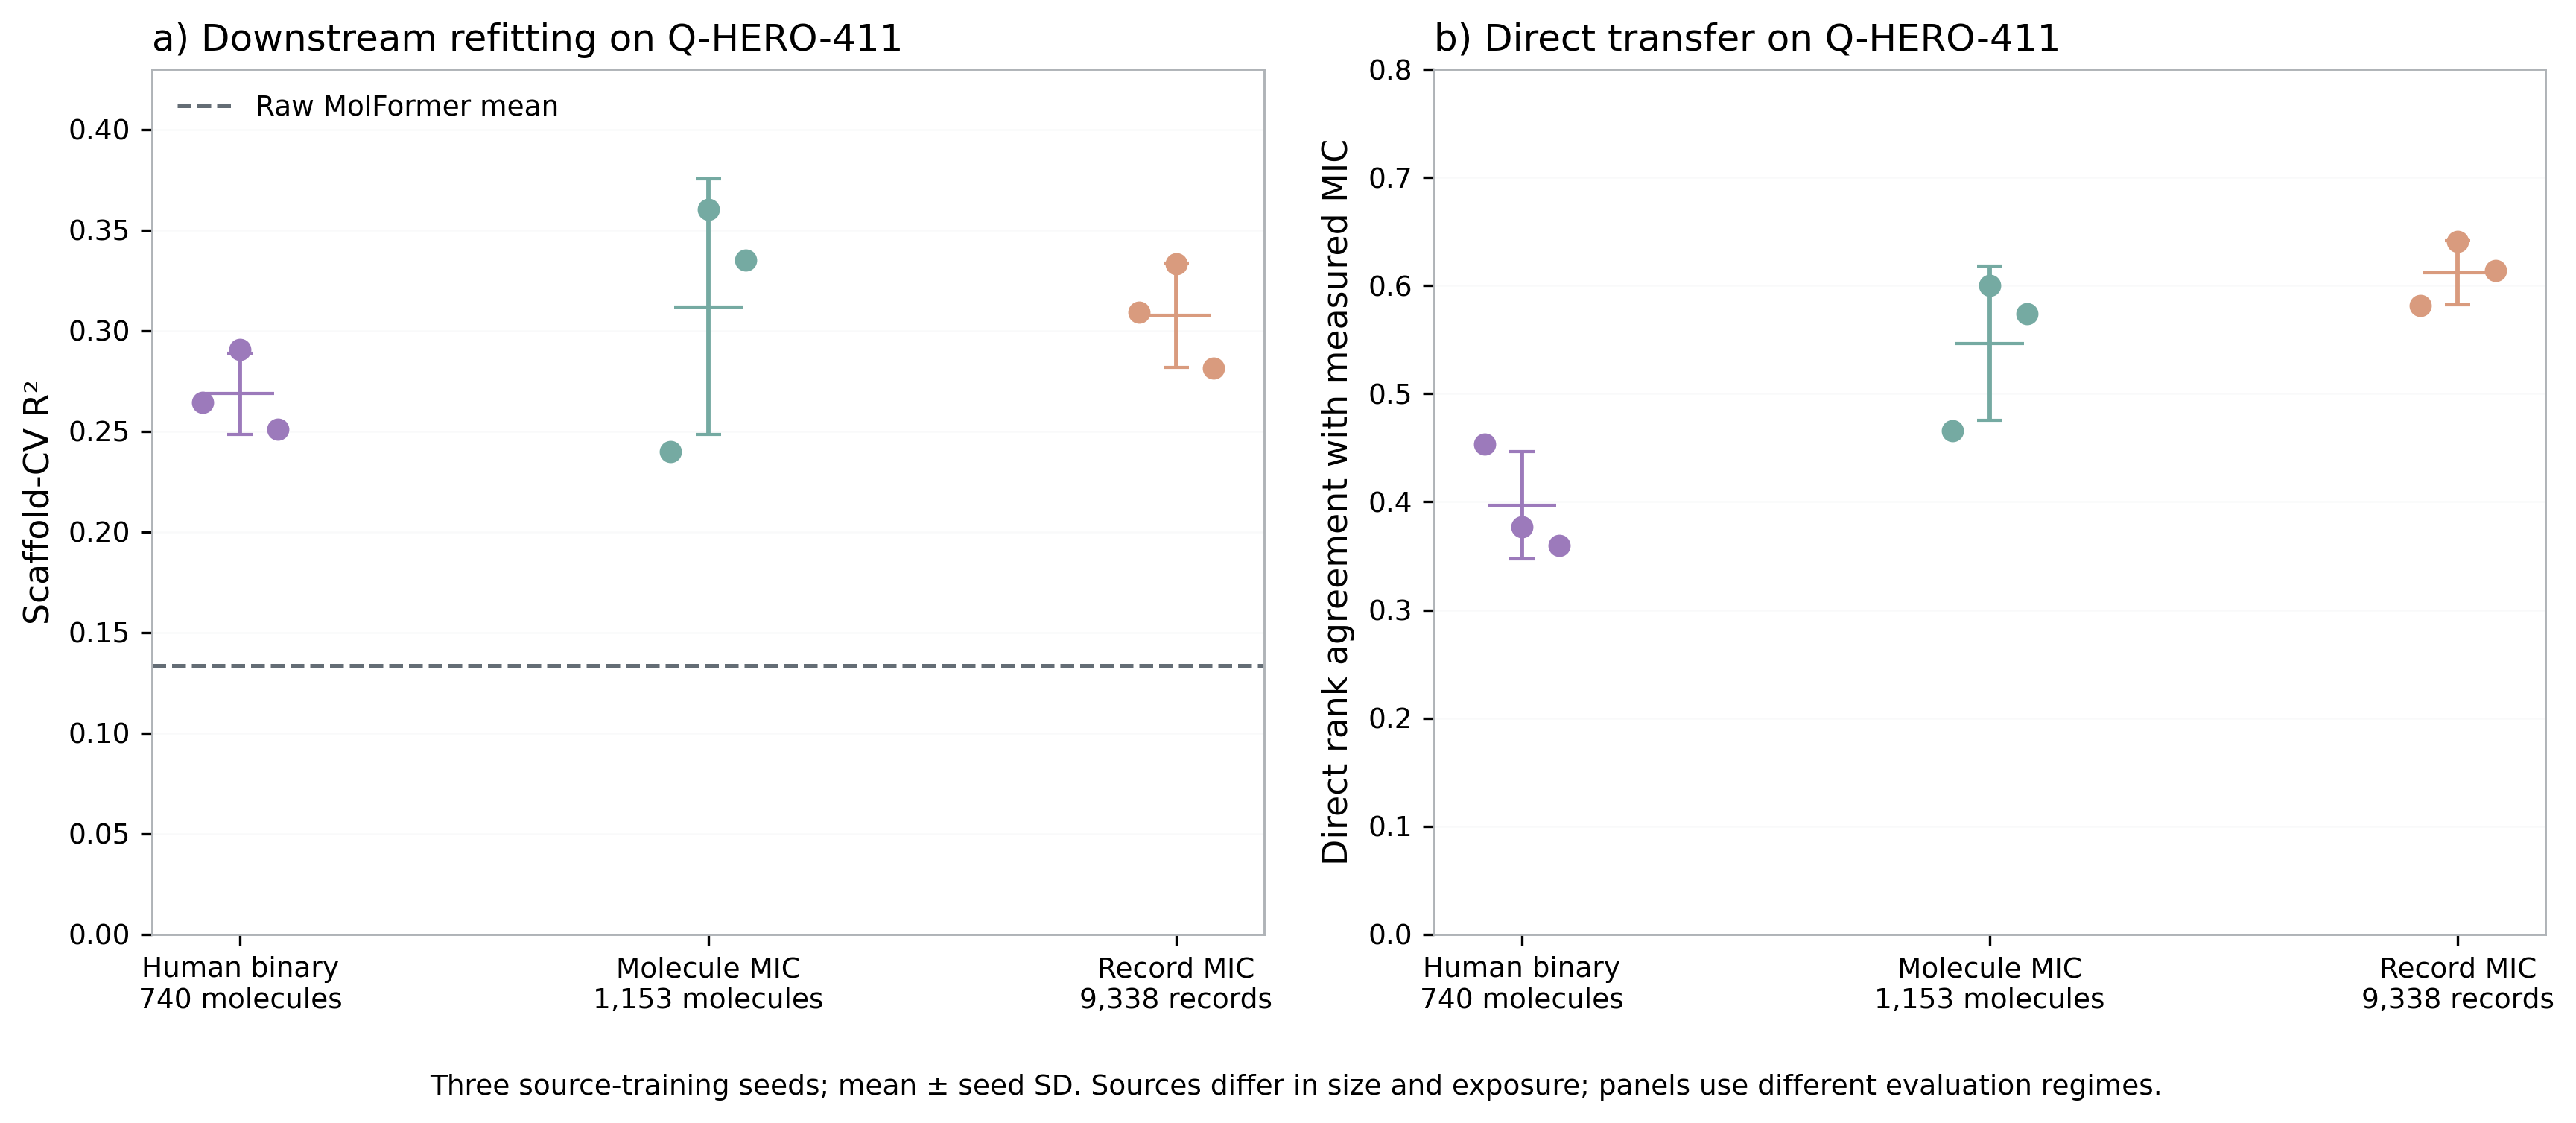 a) Downstream refitting on Q-HERO-411
Raw MolFormer mean
Scaffold-CV R²
0.40
0.35
0.30
0.25
0.20
0.15
0.10
0.05
0.00
Human binary
740 molecules
Molecule MIC
1,153 molecules
Record MIC
9,338 records
b) Direct transfer on Q-HERO-411
Direct rank agreement with measured MIC
0.8
0.7
0.6
0.5
0.4
0.3
0.2
0.1
0.0
Human binary
740 molecules
Molecule MIC
1,153 molecules
Record MIC
9,338 records
Three source-training seeds; mean ± seed SD. Sources differ in size and exposure; panels use different evaluation regimes.